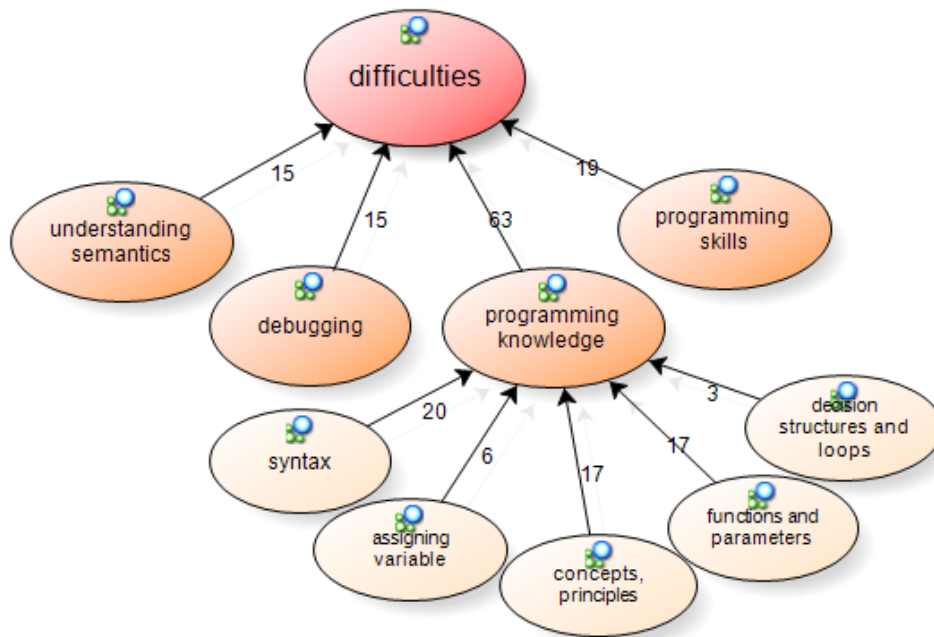 difficulties
15
19
understanding
semantics
programming
skills
15
63
debugging
programming
knowledge
3
decision
structures and
loops
20
syntax
6
17
17
assigning
variable
concepts,
principles
functions and
parameters